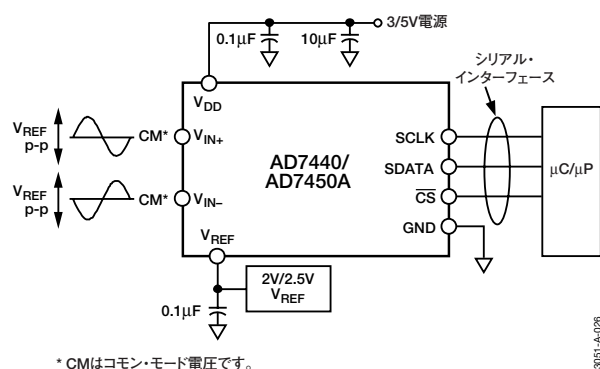 3/5V電源
0.1µF
10µF
シリアル・
インターフェース
VDD
VREF
p-p
CM*
VIN+
SCLK
AD7440/
AD7450A
SDATA
µC/µP
VREF
p-p
CM*
VIN–
CS
GND
VREF
2V/2.5V
VREF
0.1µF
* CMはコモン・モード電圧です。
3051-A-026